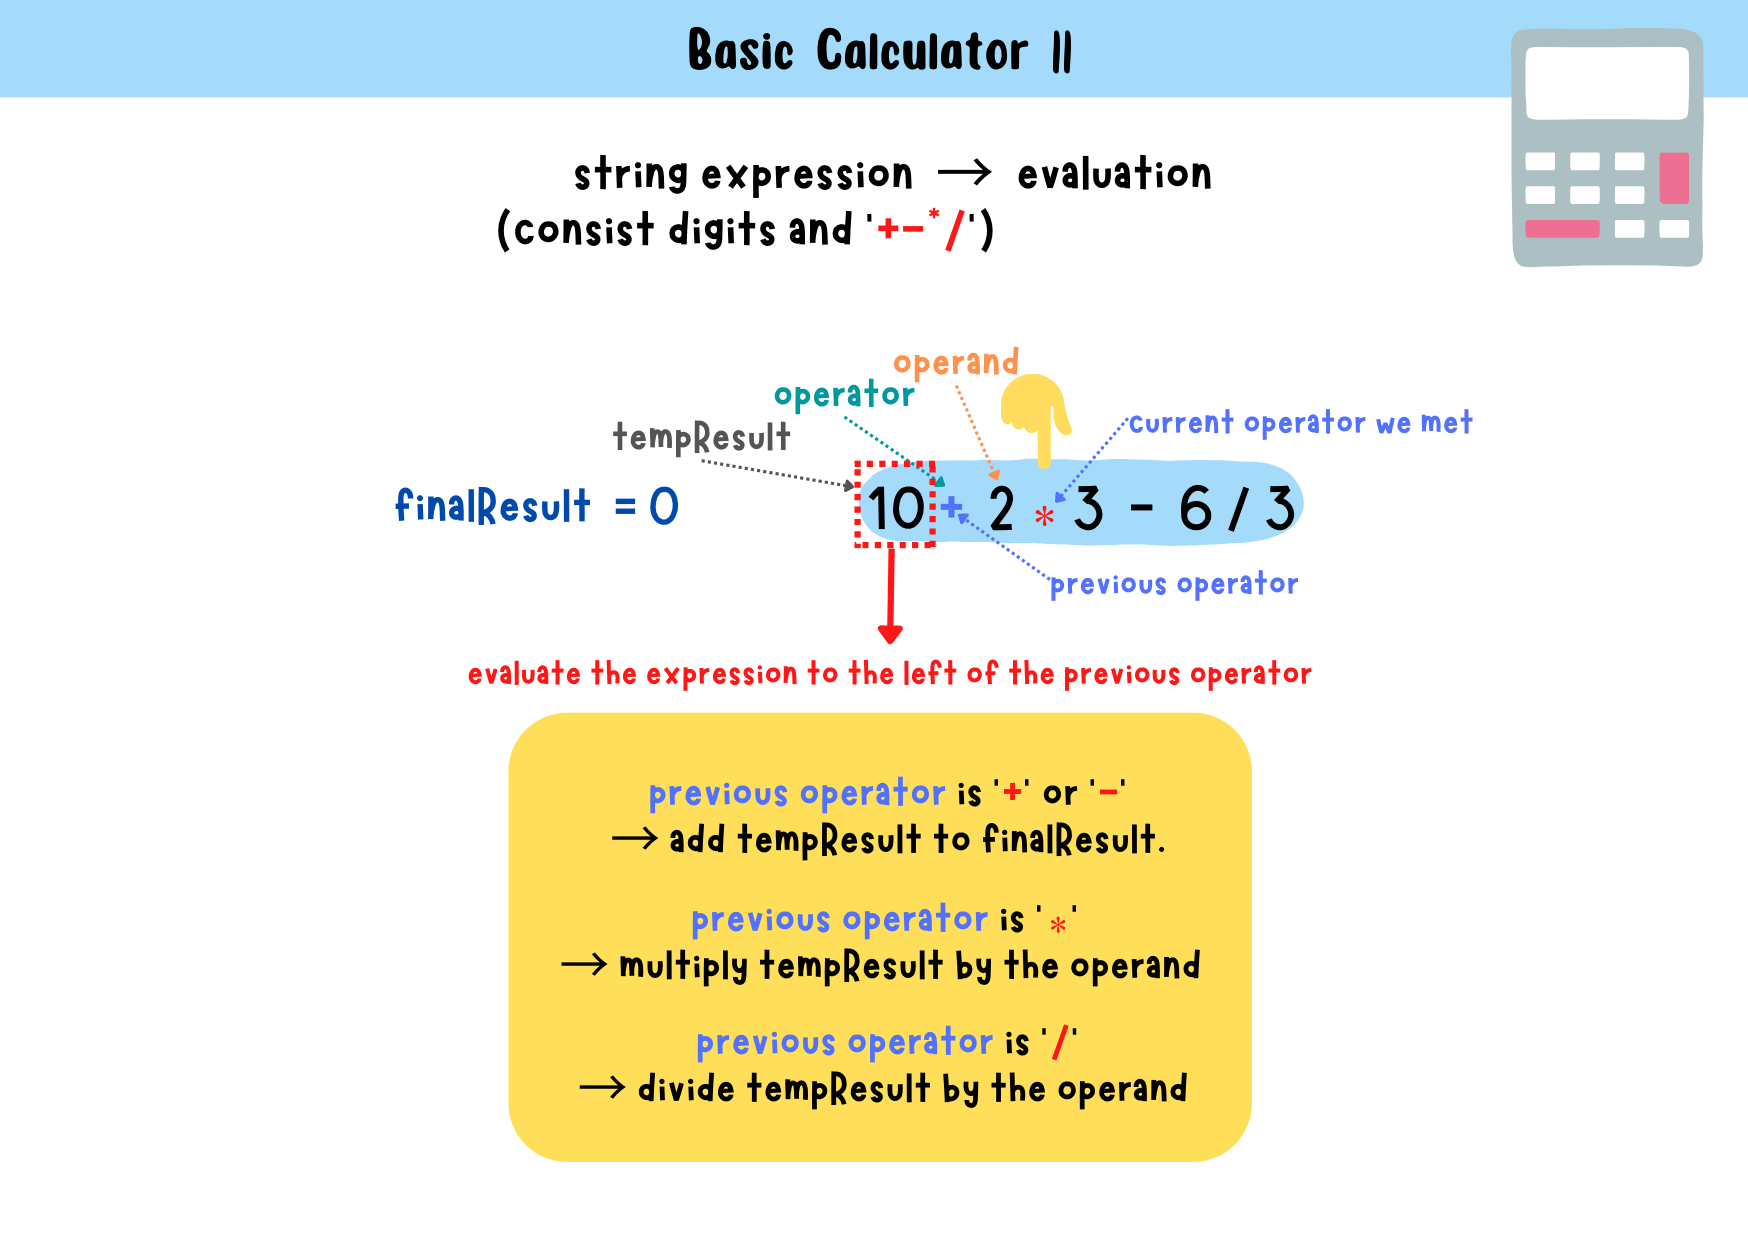 Basic Calculator II
string expression → evaluation
(consist digits and '+-*/')
operand
operator
tempResult
current operator we met
finalResult = 0
10 + 2 * 3 - 6 / 3
previous operator
evaluate the expression to the left of the previous operator
previous operator is '+' or '-'
→ add tempResult to finalResult.
previous operator is '*'
→ multiply tempResult by the operand
previous operator is '/'
→ divide tempResult by the operand